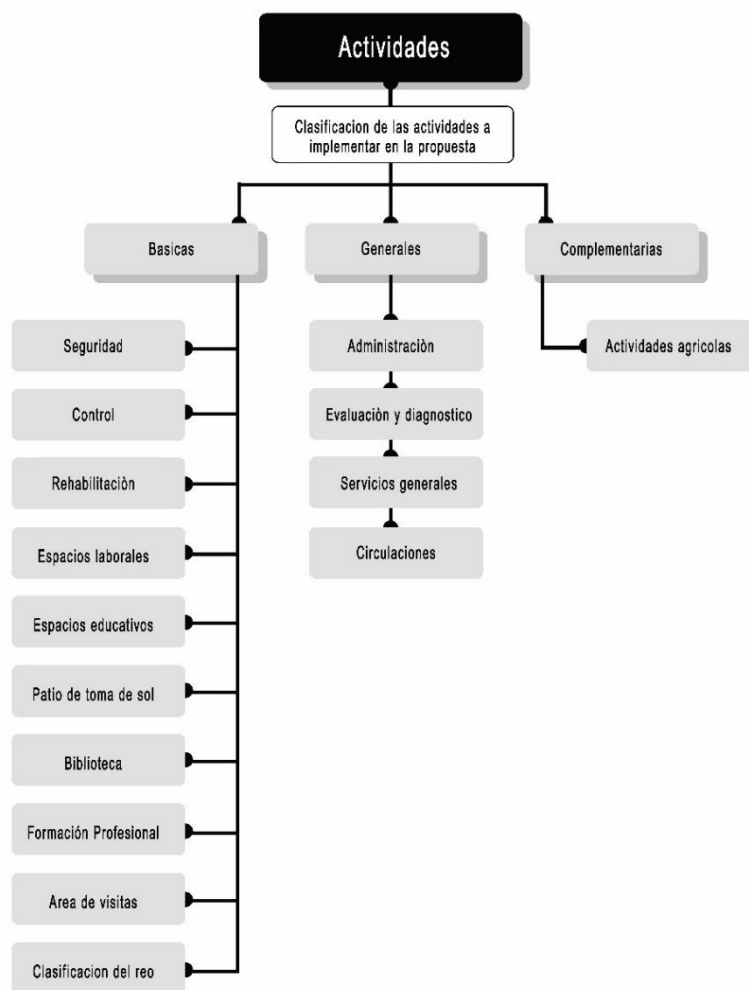 Actividades
Clasificacion de las actividades a
implementar en la propuesta
Basicas
Generales
Complementarias
Seguridad
Control
Rehabilitaciòn
Espacios laborales
Espacios educativos
Patio de toma de sol
Biblioteca
Formación Profesional
Area de visitas
Clasificacion del reo
Administraciòn
Evaluaciòn y diagnostico
Servicios generales
Circulaciones
Actividades agricolas